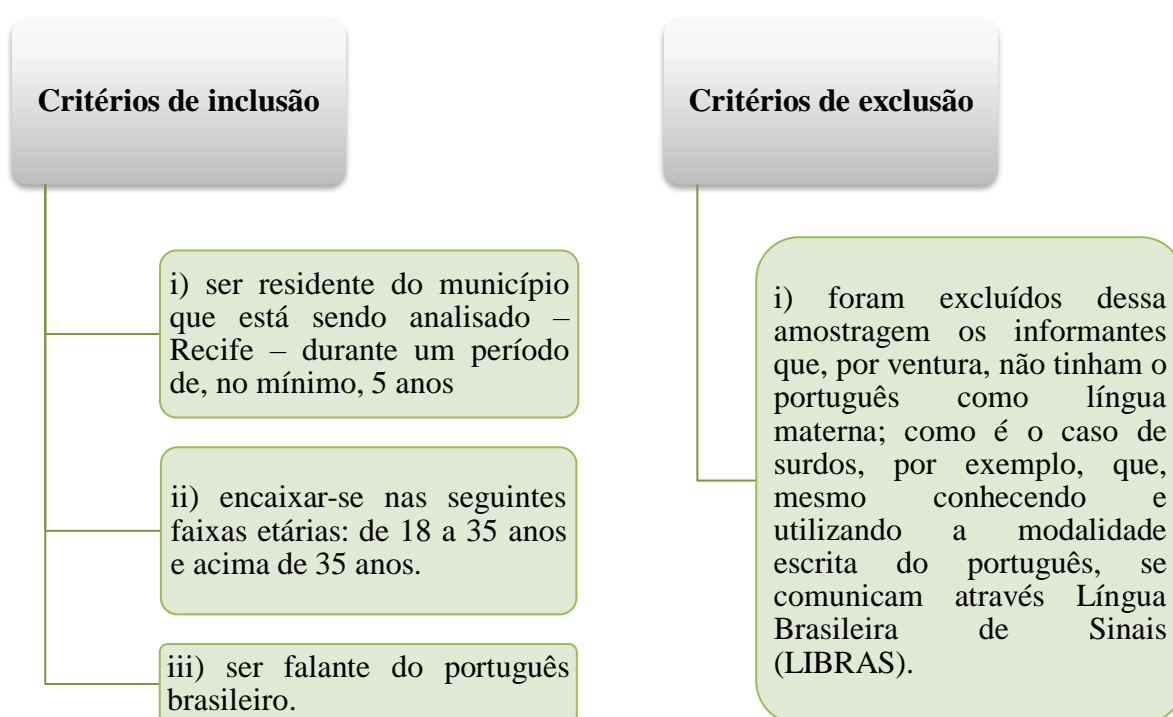 Critérios de inclusão
i) ser residente do município
que está sendo analisado –
Recife – durante um período
de, no mínimo, 5 anos
ii) encaixar-se nas seguintes
faixas etárias: de 18 a 35 anos
e acima de 35 anos.
iii) ser falante do português
brasileiro.
Critérios de exclusão
i) foram excluídos dessa
amostragem os informantes
que, por ventura, não tinham o
português como língua
materna; como é o caso de
surdos, por exemplo, que,
mesmo conhecendo e
utilizando a modalidade
escrita do português, se
comunicam através Língua
Brasileira de Sinais
(LIBRAS).